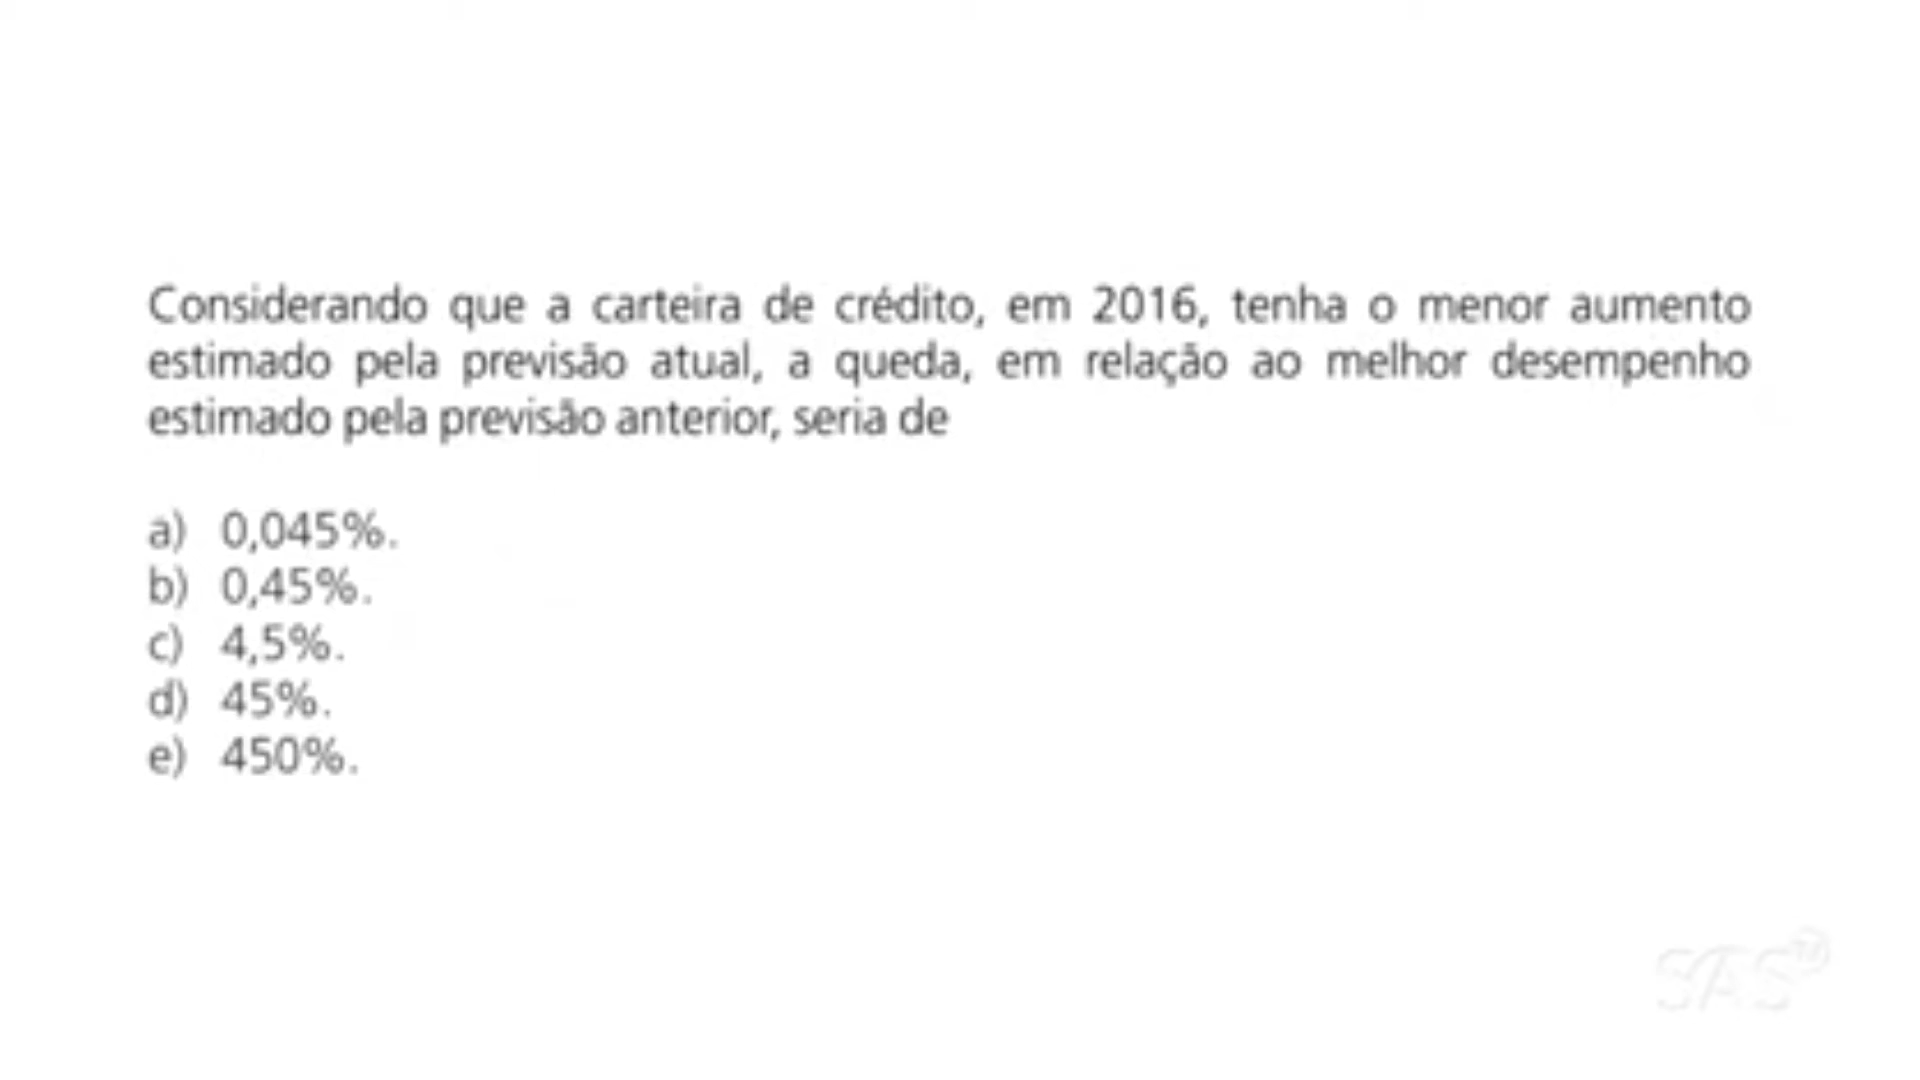 Considerando que a carteira de crédito, em 2016, tenha o menor aumento
estimado pela previsão atual, a queda, em relação ao melhor desempenho
estimado pela previsão anterior, seria de
a) 0,045%.
b) 0,45%.
c) 4,5%.
d) 45%.
e) 450%.
SAS